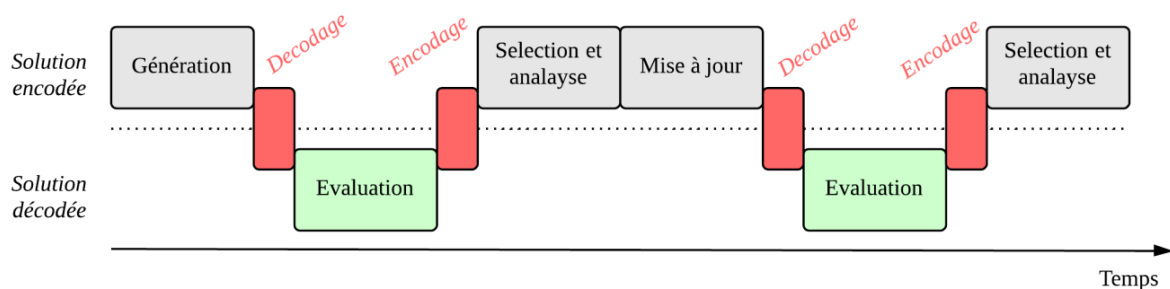 Decodage
Encodage
Decodage
Encodage
Solution
encodée
Génération
Selection et
analayse
Mise à jour
Selection et
analayse
Solution
décodée
Evaluation
Evaluation
Temps